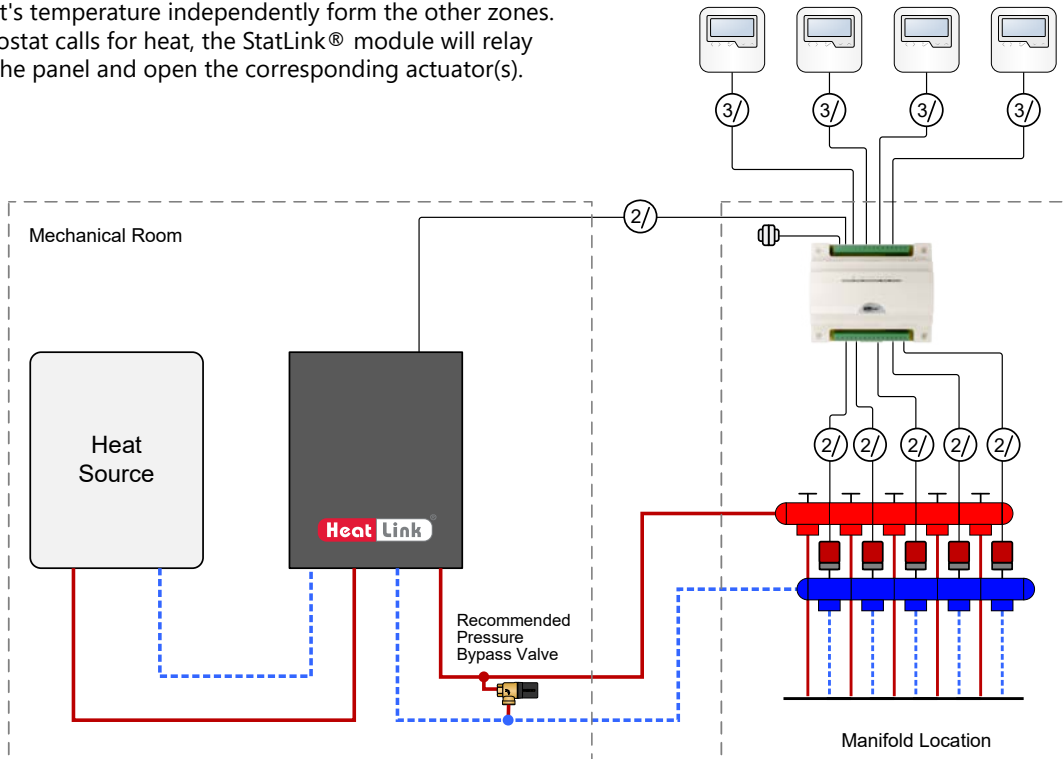 t's temperature independently form the other zones.
ostat calls for heat, the StatLink® module will relay
he panel and open the corresponding actuator(s).
3/
3/
3/
3/
2/
Mechanical Room
Heat
Source
Heat Link®
2/
2/
2/
2/
2/
Recommended
Pressure
Bypass Valve
Manifold Location